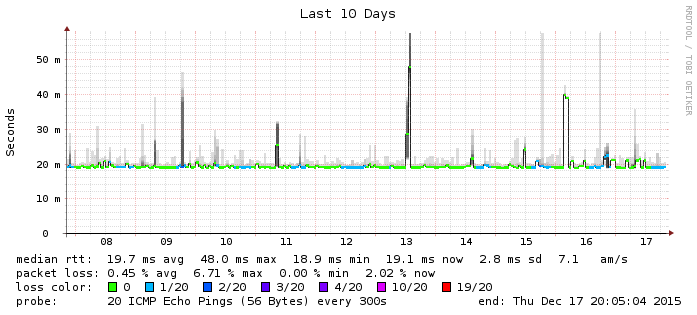 Last 10 Days
RRDTOOL / TOBI OETIKER
Seconds
50 m
40 m
30 m
20 m
10 m
0
08 09 10 11 12 13 14 15 16 17
median rtt: 19.7 ms avg 48.0 ms max 18.9 ms min 19.1 ms now 2.8 ms sd 7.1 am/s
packet loss: 0.45 % avg 6.71 % max 0.00 % min 2.02 % now
loss color: 0 1/20 2/20 3/20 4/20 10/20 19/20
probe: 20 ICMP Echo Pings (56 Bytes) every 300s end: Thu Dec 17 20:05:04 2015